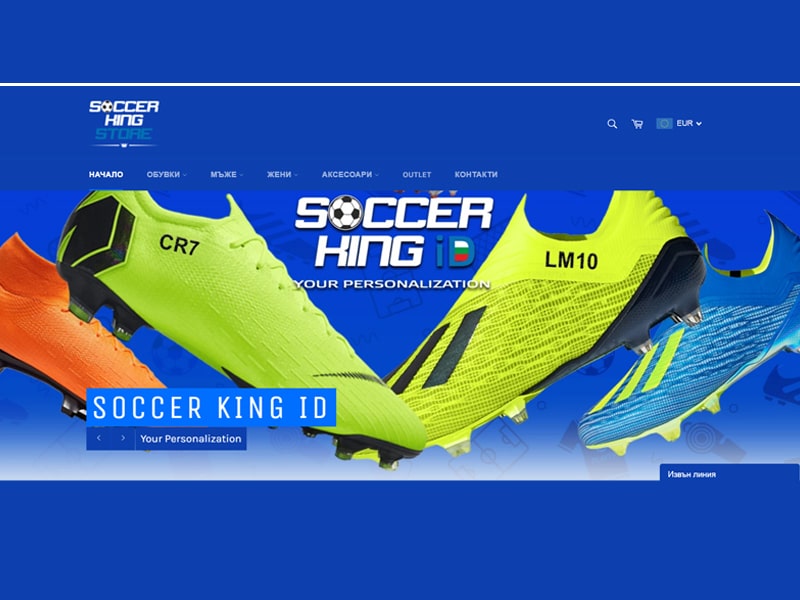 SOCCER
KING
STORE
EUR
НАЧАЛО ОБУВКИ МЪЖЕ ЖЕНИ АКСЕСОАРИ OUTLET КОНТАКТИ
SOCCER
KING iD
YOUR PERSONALIZATION
CR7
LM10
SOCCER KING ID
Your Personalization
Извън линия